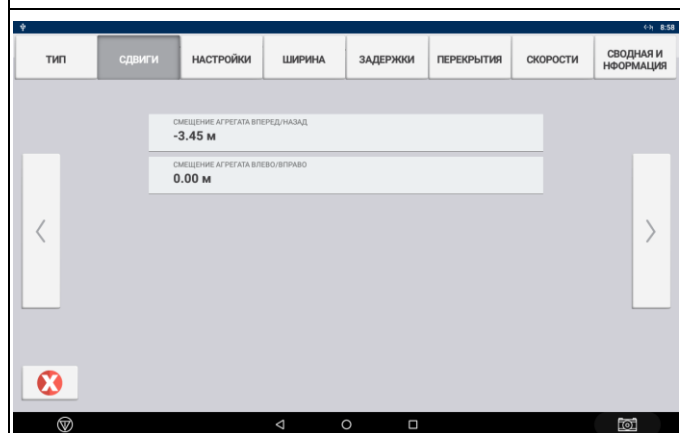 8:58
ТИП
СДВИГИ
НАСТРОЙКИ
ШИРИНА
ЗАДЕРЖКИ
ПЕРЕКРЫТИЯ
СКОРОСТИ
СВОДНАЯ И
НФОРМАЦИЯ
СМЕЩЕНИЕ АГРЕГАТА ВПЕРЕД/НАЗАД
-3.45 м
СМЕЩЕНИЕ АГРЕГАТА ВЛЕВО/ВПРАВО
0.00 м